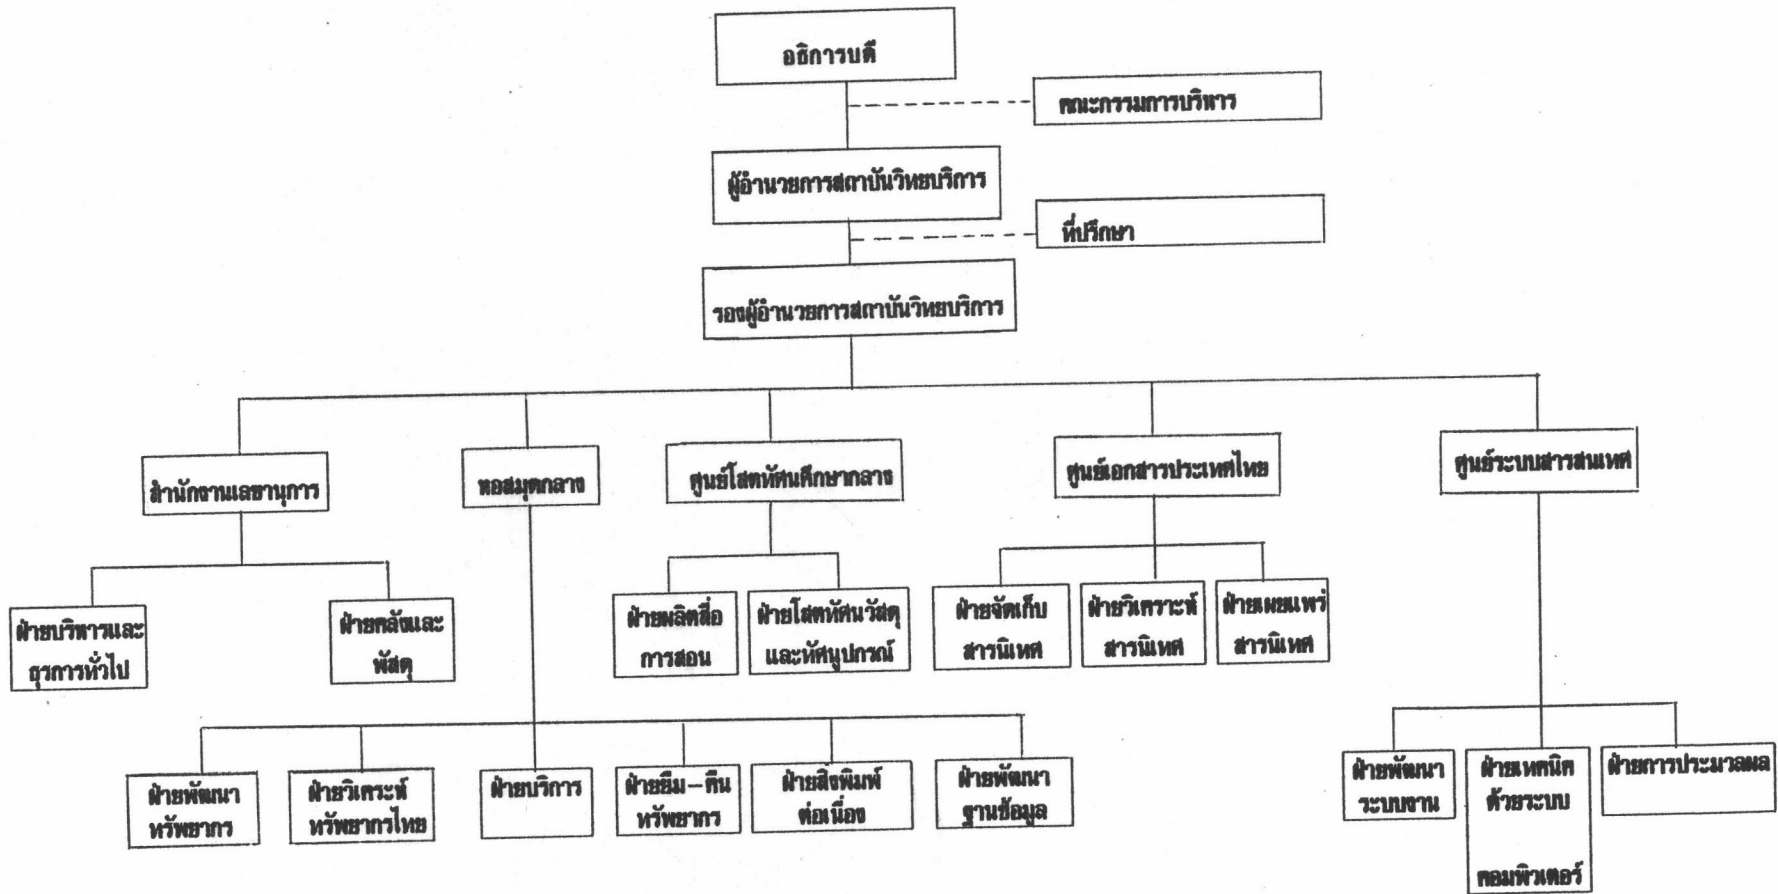 อธิการบดี
คณะกรรมการบริหาร
ผู้อำนวยการสถาบันวิทยบริการ
ที่ปรึกษา
รองผู้อำนวยการสถาบันวิทยบริการ
สำนักงานเลขานุการ
หอสมุดกลาง
ศูนย์โสตทัศนศึกษากลาง
ศูนย์เอกสารประเทศไทย
ศูนย์ระบบสารสนเทศ
ฝ่ายบริหารและ
ธุรการทั่วไป
ฝ่ายคลังและ
พัสดุ
ฝ่ายผลิตสื่อ
การสอน
ฝ่ายโสตทัศนวัสดุ
และทัศนูปกรณ์
ฝ่ายจัดเก็บ
สารนิเทศ
ฝ่ายวิเคราะห์
สารนิเทศ
ฝ่ายเผยแพร่
สารนิเทศ
ฝ่ายพัฒนา
ทรัพยากร
ฝ่ายวิเคระห์
ทรัพยากรไทย
ฝ่ายบริการ
ฝ่ายยืม-คืน
ทรัพยากร
ฝ่ายสิ่งพิมพ์
ต่อเนื่อง
ฝ่ายพัฒนา
ฐานข้อมูล
ฝ่ายพัฒนา
ระบบงาน
ฝ่ายเทคนิค
ด้วยระบบ
คอมพิวเตอร์
ฝ่ายการประมวลผล